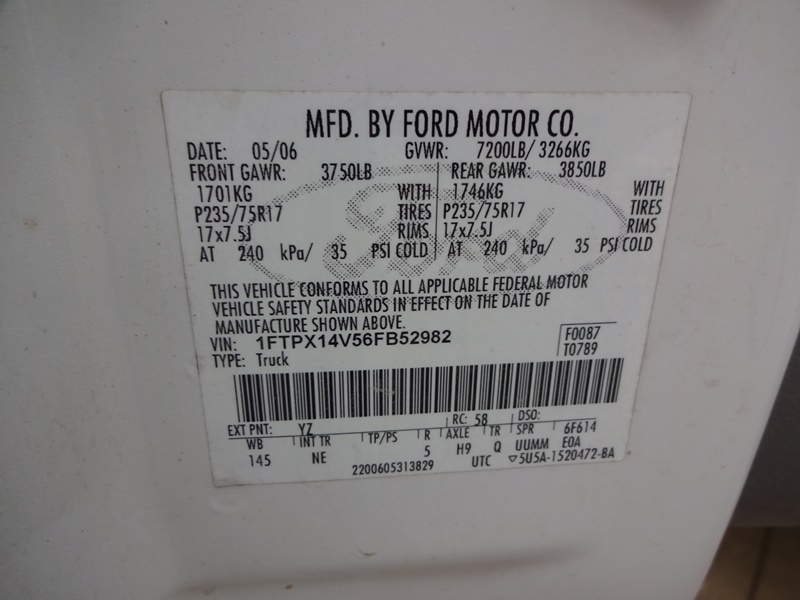 MFD. BY FORD MOTOR CO.
DATE: 05/06 GVWR: 7200LB/ 3266KG
FRONT GAWR: 3750LB REAR GAWR: 3850LB
1701KG WITH 1746KG WITH
P235/75R17 TIRES P235/75R17 TIRES
17x7.5J RIMS 17x7.5J RIMS
AT 240 kPa/ 35 PSI COLD AT 240 kPa/ 35 PSI COLD
Ford
THIS VEHICLE CONFORMS TO ALL APPLICABLE FEDERAL MOTOR
VEHICLE SAFETY STANDARDS IN EFFECT ON THE DATE OF
MANUFACTURE SHOWN ABOVE.
VIN: 1FTPX14V56FB52982 F0087
TYPE: Truck T0789
EXT PNT: YZ RC: 58 DSO:
WB INT TR TP/PS R AXLE TR SPR 6F614
145 NE 5 H9 Q UUMM E0A
2200605313829 UTC ▽5U5A-1520472-BA